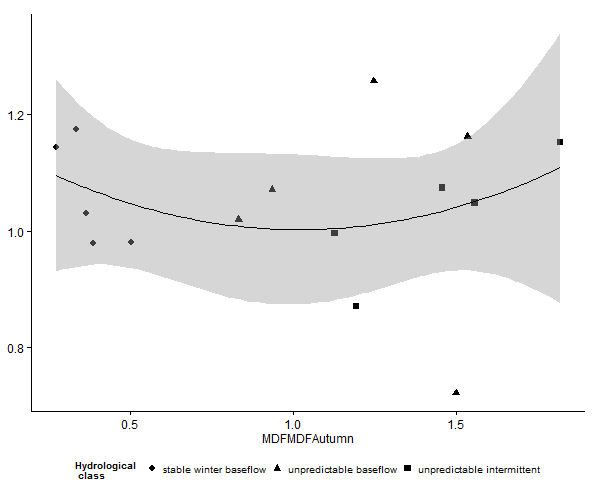 1.2
1.0
0.8
0.5 1.0 1.5
MDFMDFAutumn
Hydrological
class
stable winter baseflow unpredictable baseflow unpredictable intermittent